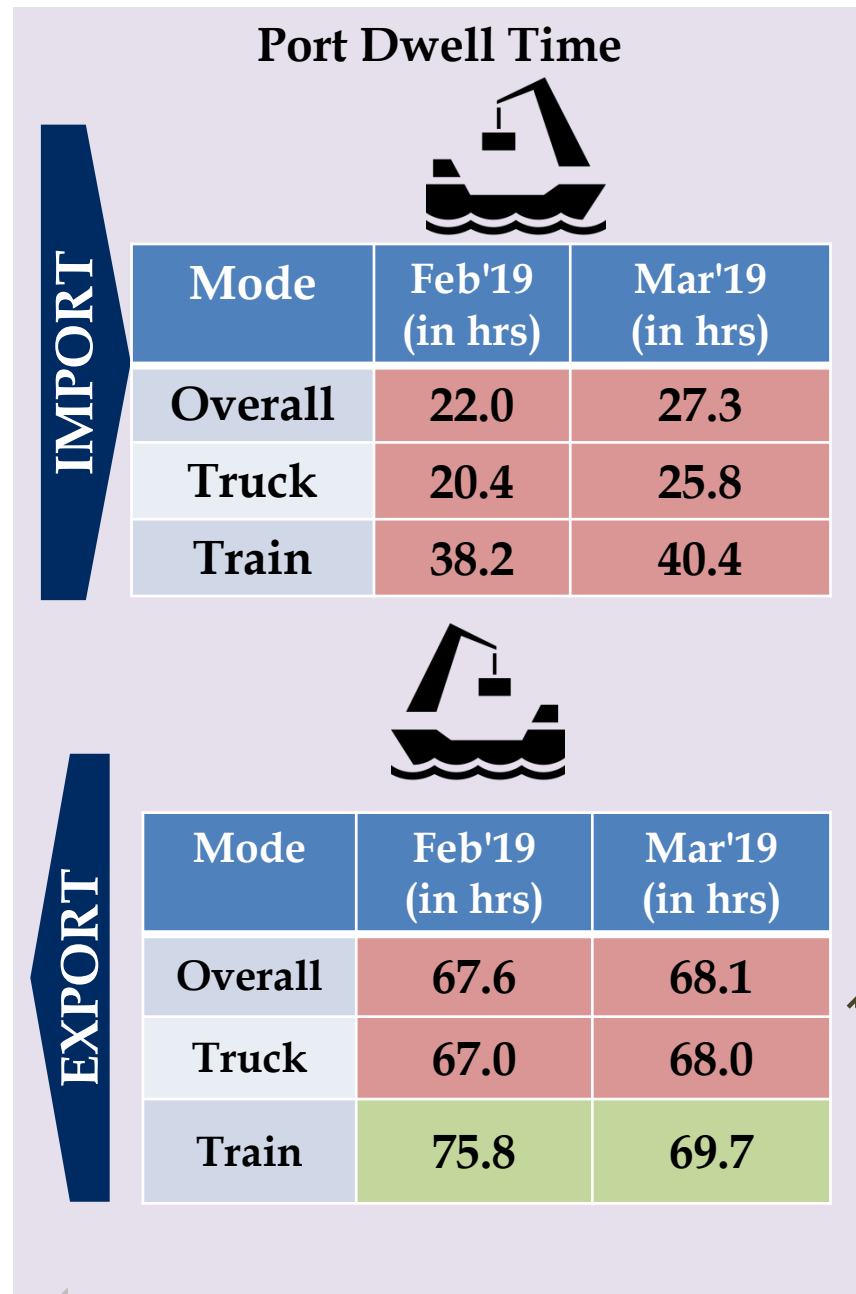 Port Dwell Time
IMPORT
Mode Feb'19 Mar'19
(in hrs) (in hrs)
Overall 22.0 27.3
Truck 20.4 25.8
Train 38.2 40.4
EXPORT
Mode Feb'19 Mar'19
(in hrs) (in hrs)
Overall 67.6 68.1
Truck 67.0 68.0
Train 75.8 69.7